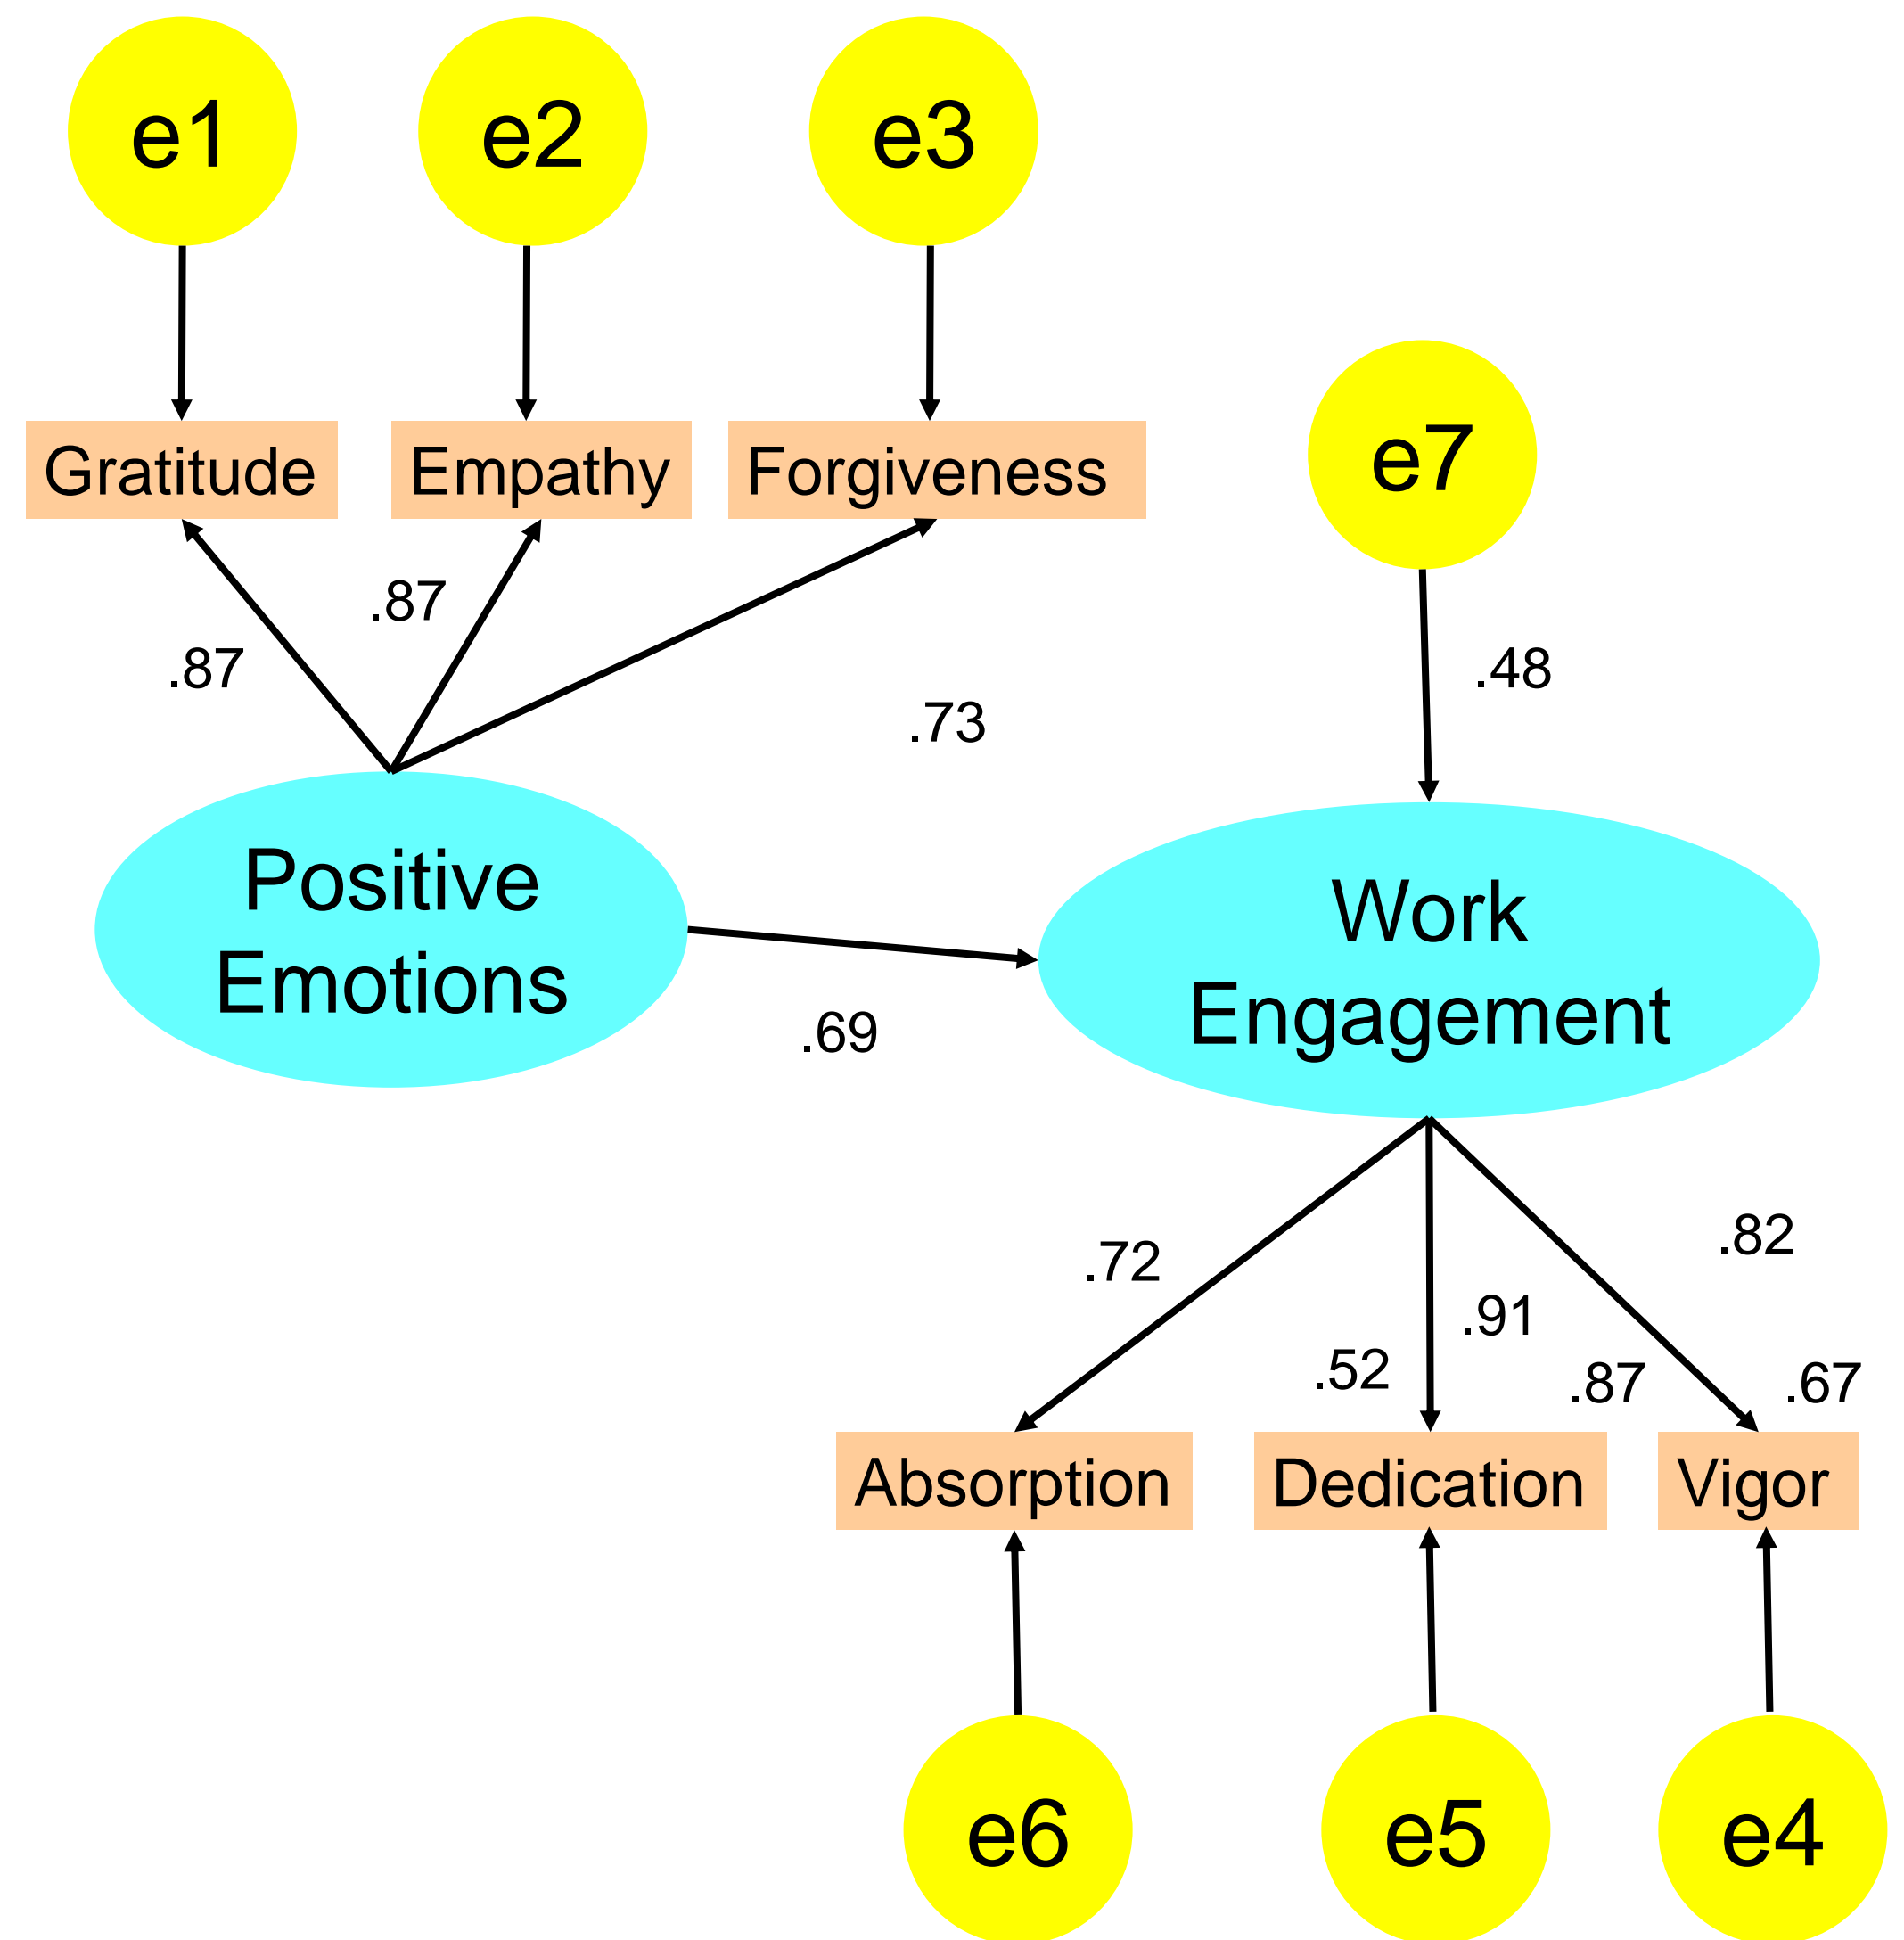 e1
e2
e3
Gratitude
Empathy
Forgiveness
e7
.87
.87
.73
.48
Positive
Emotions
Work
Engagement
.69
.72
.82
.91
.52
.87
.67
Absorption
Dedication
Vigor
e6
e5
e4